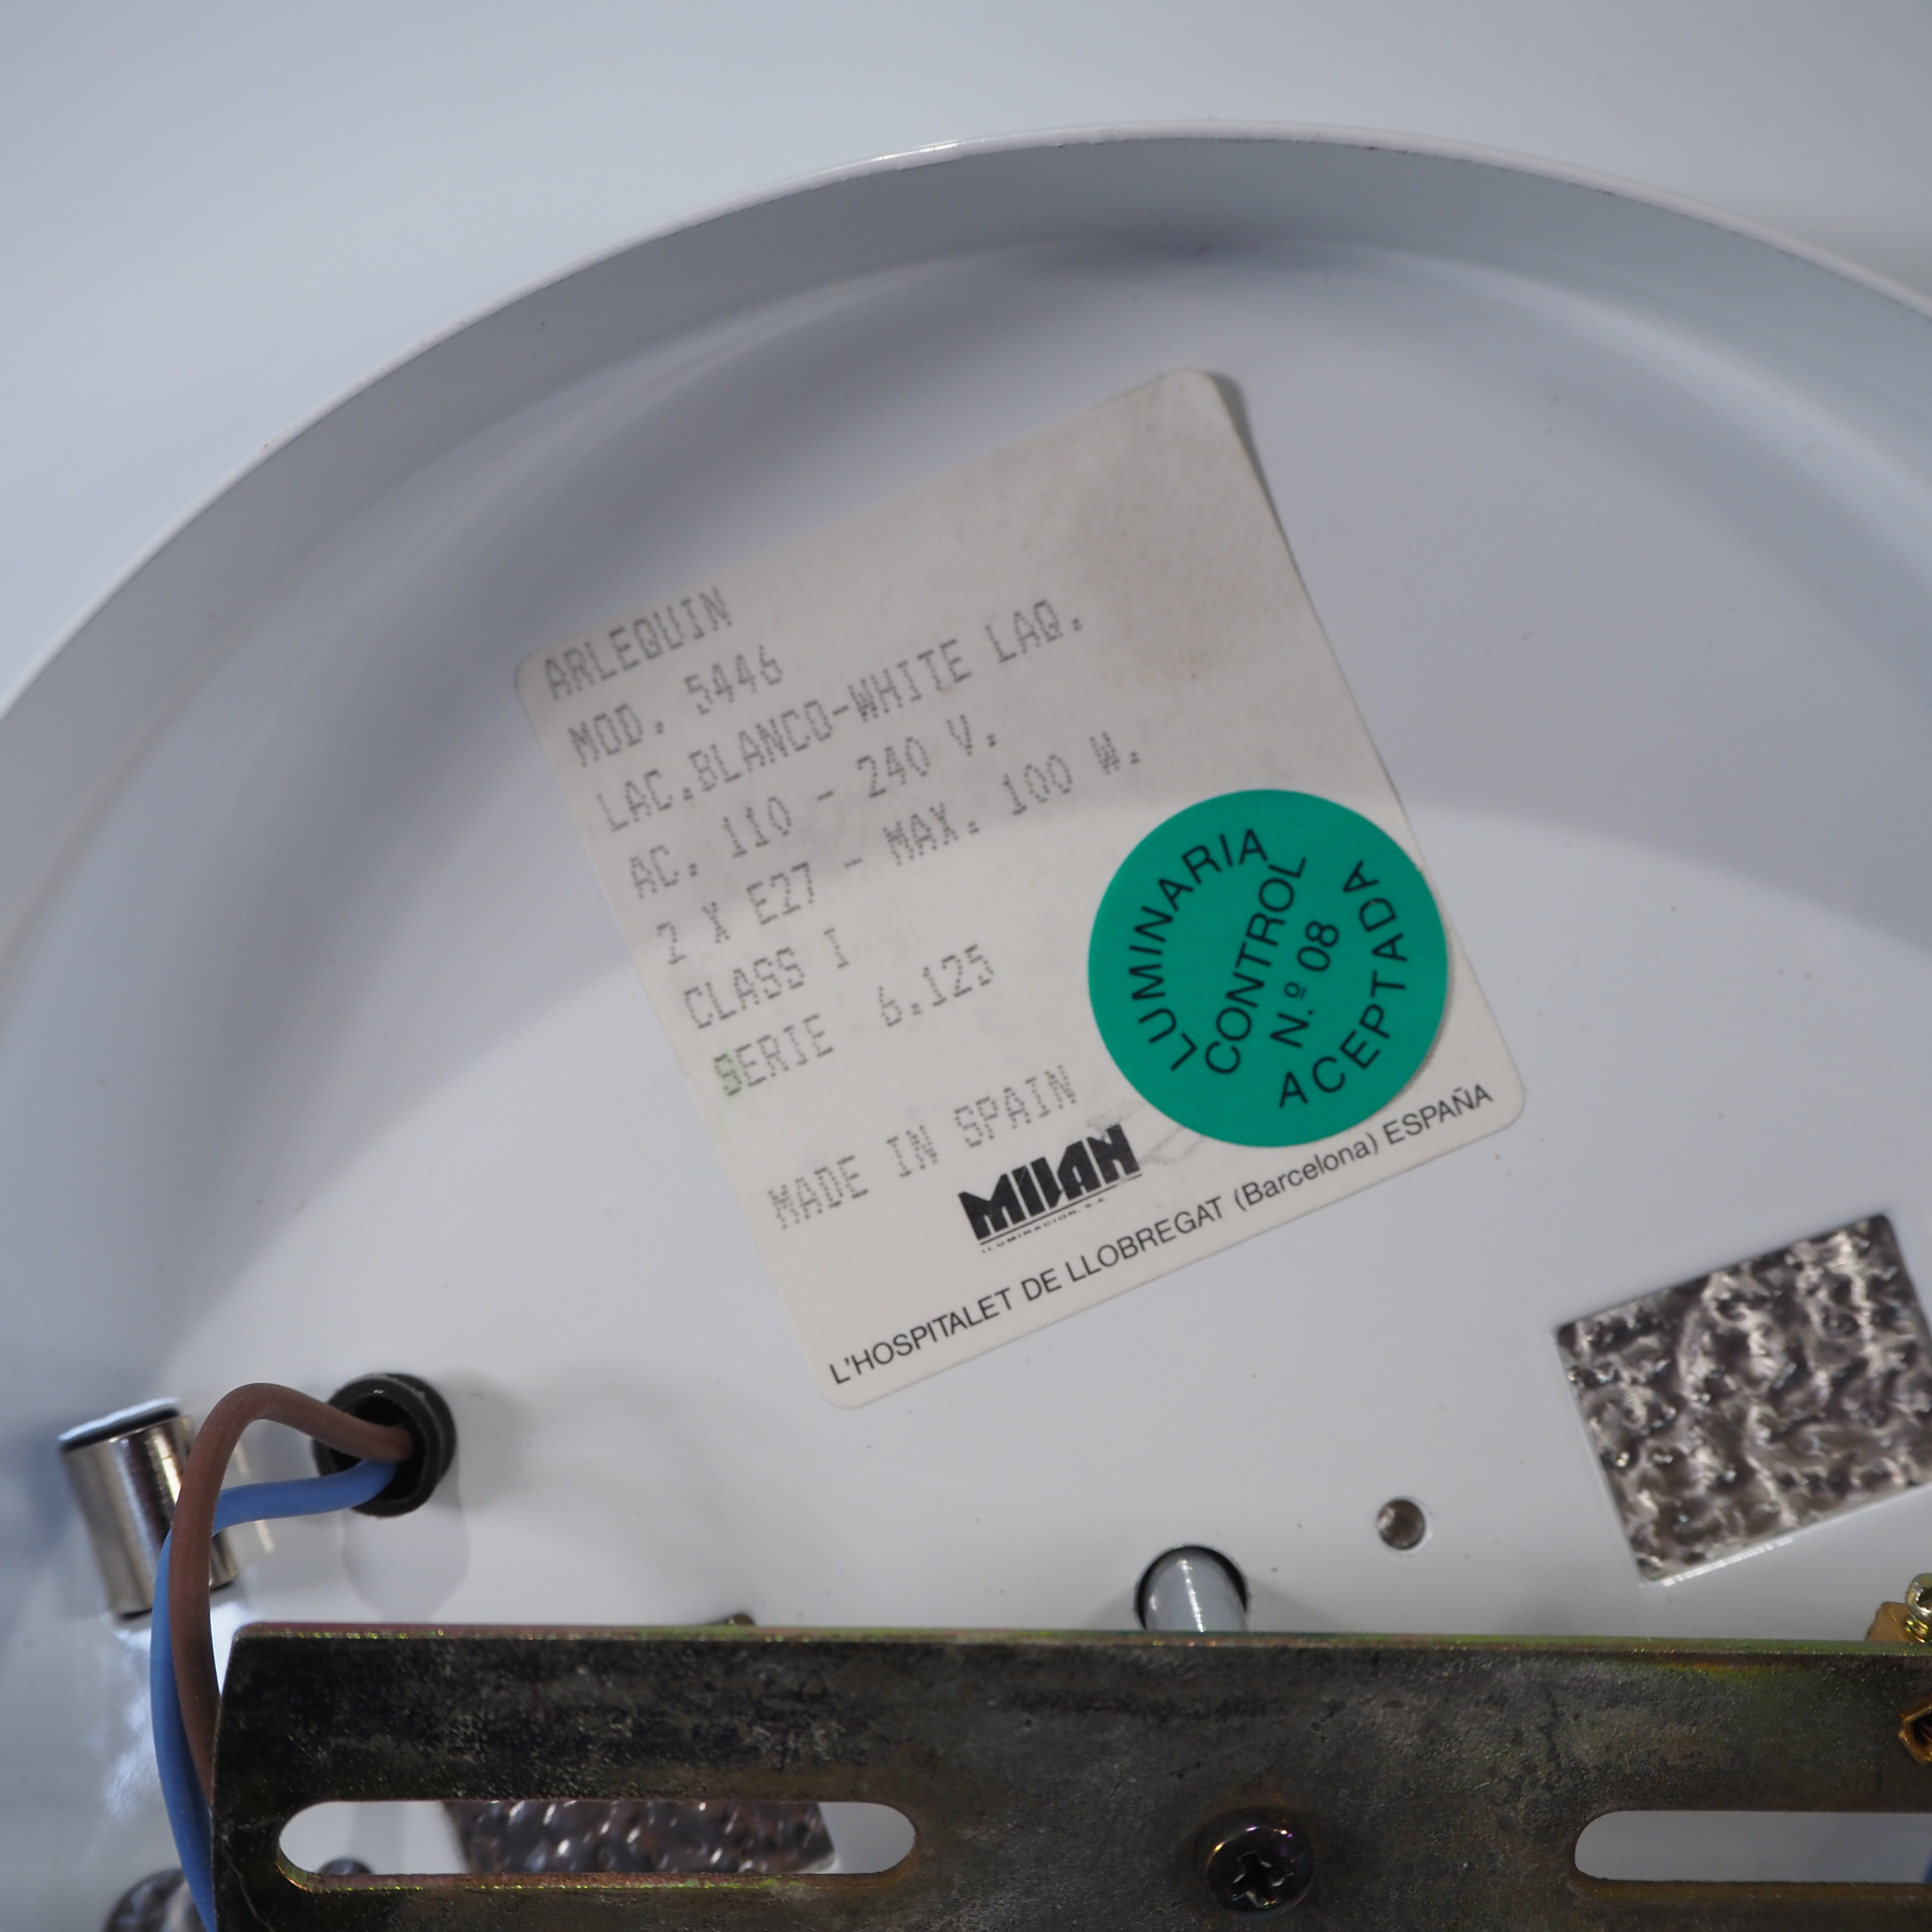 ARLEQUIN
MOD. 5446
LAC.BLANCO-WHITE LAQ.
AC. 110 - 240 V.
2 X E27 - MAX. 100 W.
CLASS I
SERIE 6.125
MADE IN SPAIN
MILAN
ILUMINACION, S.A.
L'HOSPITALET DE LLOBREGAT (Barcelona) ESPAÑA
LUMINARIA
CONTROL
N.º 08
ACEPTADA